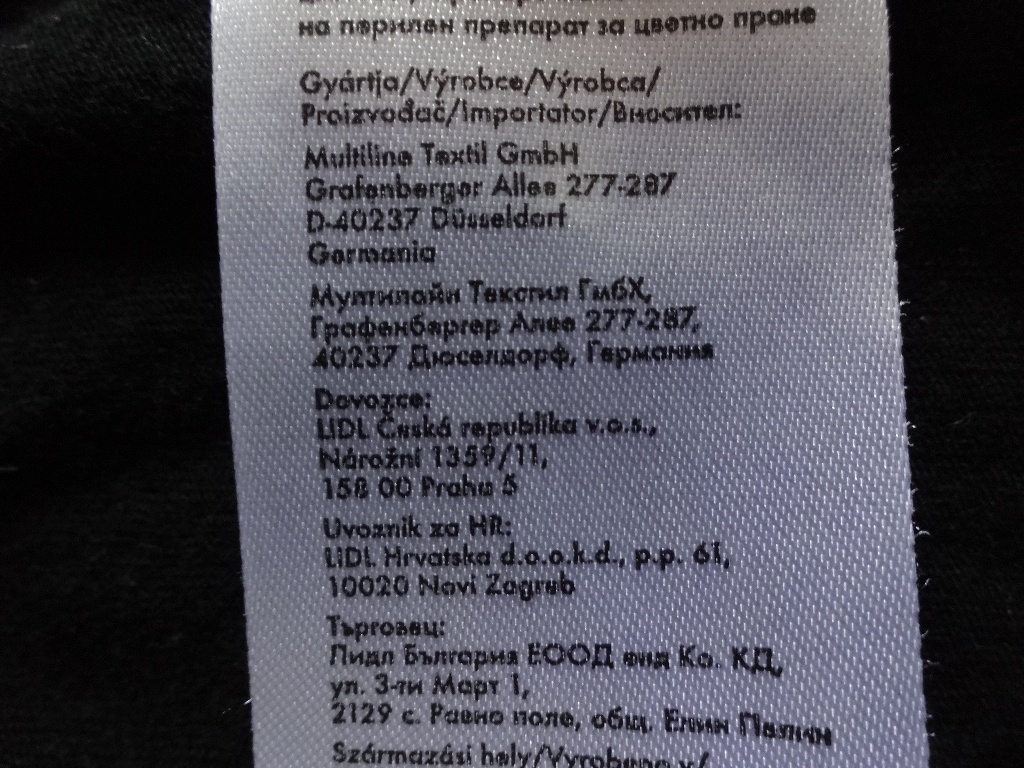 на перилен препарат за цветно пране
Gyártja/Výrobce/Výrobca/
Proizvođač/Importator/Вносител:
Multiline Textil GmbH
Grafenberger Allee 277-287
D-40237 Düsseldorf
Germania
Мултилайн Текстил ГмбХ,
Графенбергер Алее 277-287,
40237 Дюселдорф, Германия
Dovozce:
LIDL Česká republika v.o.s.,
Nárožní 1359/11,
158 00 Praha 5
Uvoznik za HR:
LIDL Hrvatska d.o.o.k.d., p.p. 61,
10020 Novi Zagreb
Търговец:
Лидл България ЕООД енд Ко. КД,
ул. 3-ти Март 1,
2129 с. Равно поле, общ. Елин Пелин
Származási hely/Vyrobeno v/